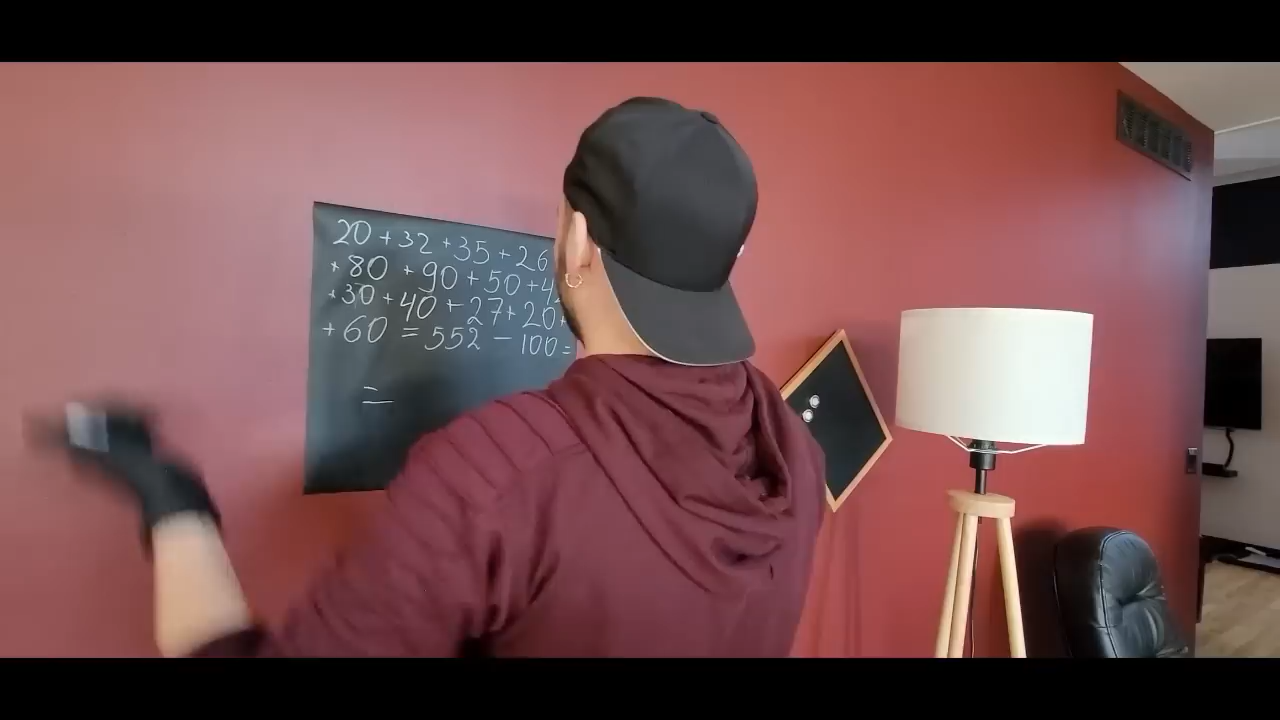 20 + 32 + 35 + 26
+ 80 + 90 + 50 + 4
+ 30 + 40 + 27 + 20 +
+ 60 = 552 - 100 =
=